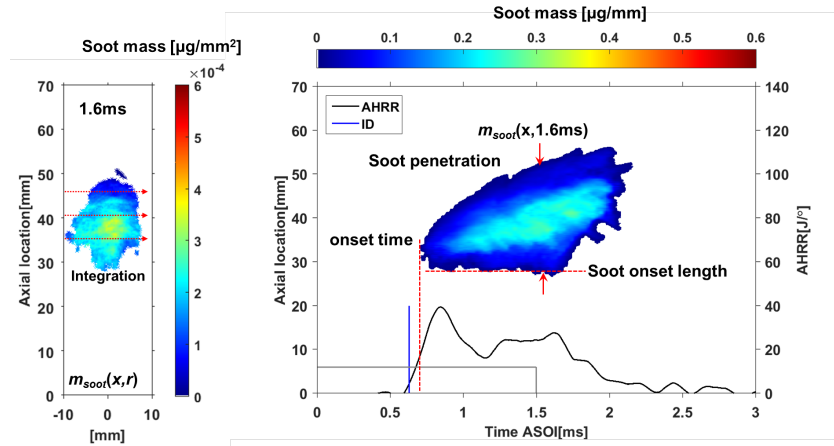 Soot mass [µg/mm²]
×10⁻⁴
70
60
50
40
30
20
10
0
Axial location[mm]
1.6ms
Integration
m_soot(x,r)
-10 0 10
[mm]
6
5
4
3
2
1
0
Soot mass [µg/mm]
0 0.1 0.2 0.3 0.4 0.5 0.6
70
60
50
40
30
20
10
0
Axial location[mm]
AHRR
ID
m_soot(x,1.6ms)
Soot penetration
onset time
Soot onset length
140
120
100
80
60
40
20
0
AHRR[J/°]
0 0.5 1 1.5 2 2.5 3
Time ASOI[ms]